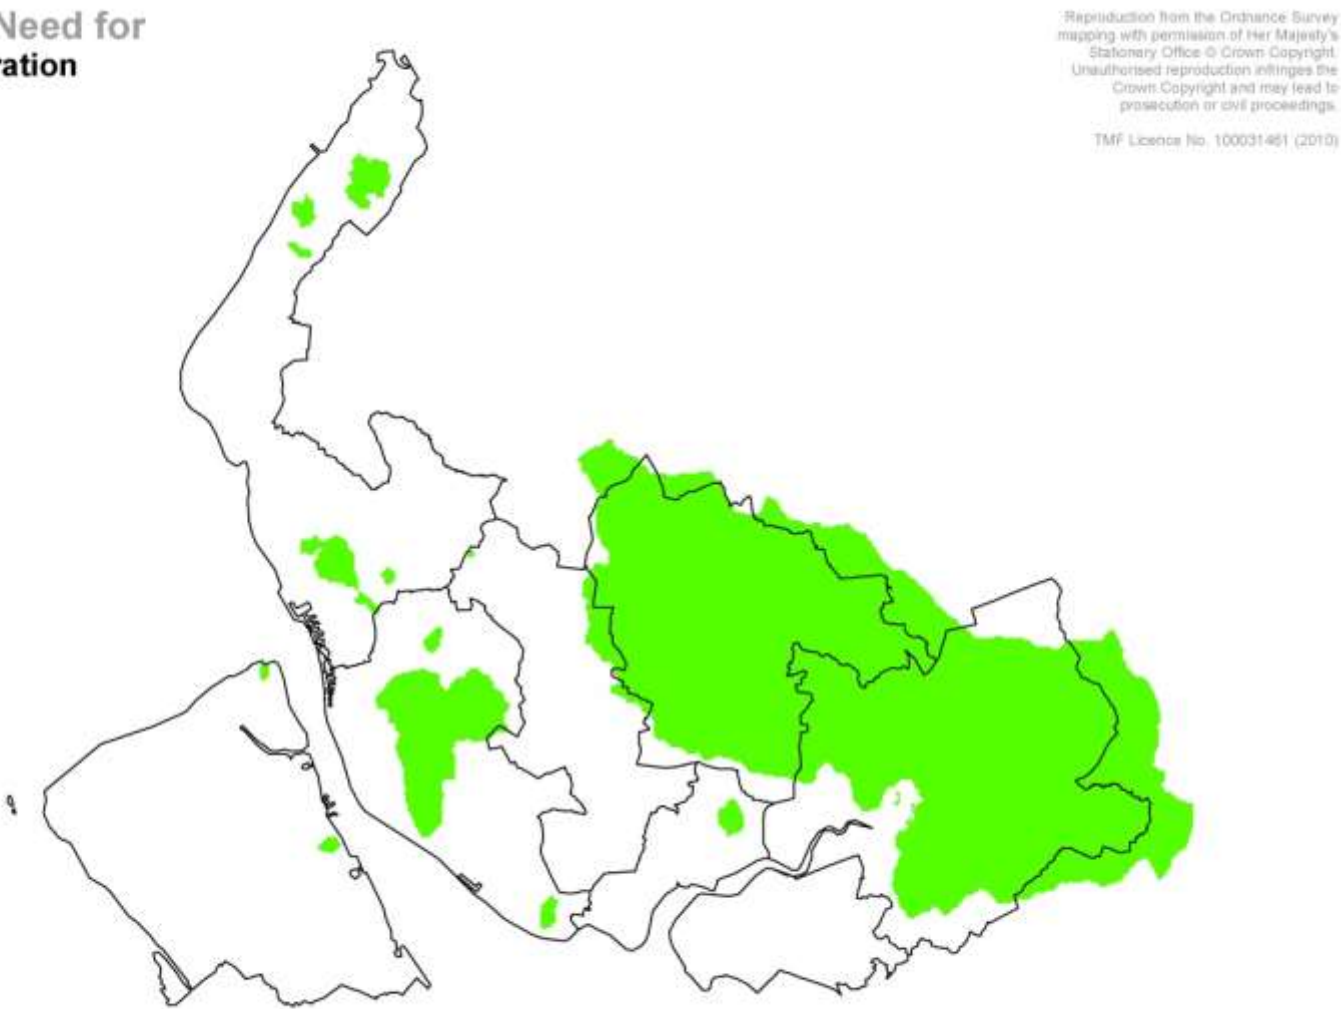 Need for
ration
Reproduction from the Ordnance Survey
mapping with permission of Her Majesty's
Stationery Office © Crown Copyright.
Unauthorised reproduction infringes the
Crown Copyright and may lead to
prosecution or civil proceedings.
TMF Licence No. 100031461 (2010)